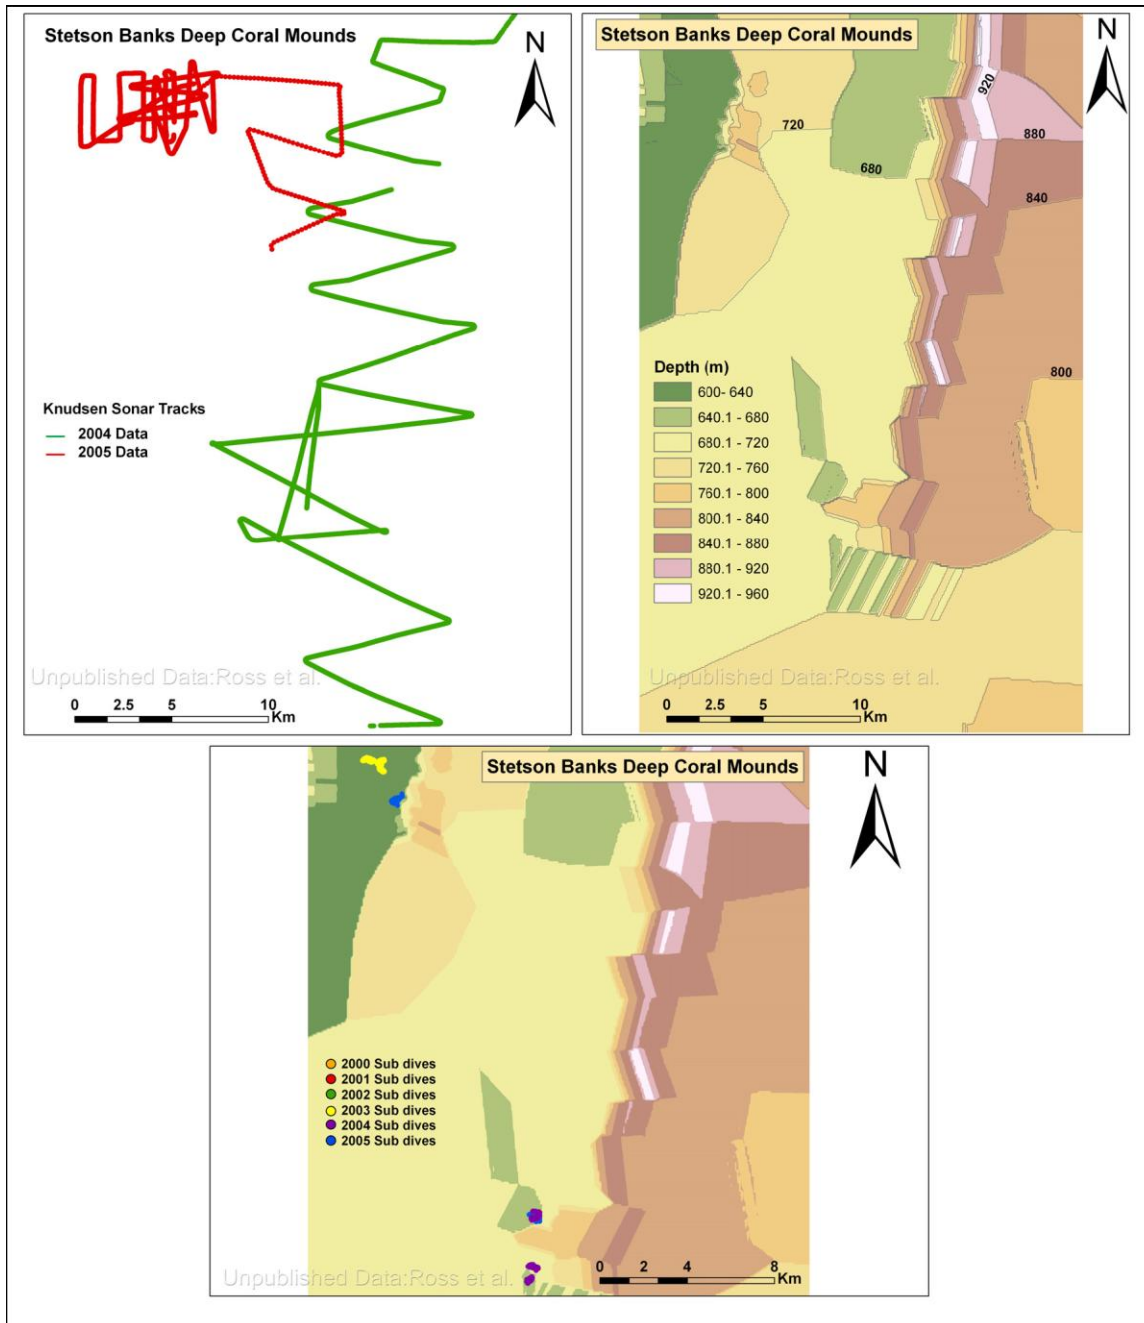 Stetson Banks Deep Coral Mounds
N
Knudsen Sonar Tracks
2004 Data
2005 Data
Unpublished Data:Ross et al.
0 2.5 5 10
Km
Stetson Banks Deep Coral Mounds
N
920
720
880
680
840
800
Depth (m)
600- 640
640.1 - 680
680.1 - 720
720.1 - 760
760.1 - 800
800.1 - 840
840.1 - 880
880.1 - 920
920.1 - 960
Unpublished Data:Ross et al.
0 2.5 5 10
Km
Stetson Banks Deep Coral Mounds
N
2000 Sub dives
2001 Sub dives
2002 Sub dives
2003 Sub dives
2004 Sub dives
2005 Sub dives
Unpublished Data:Ross et al.
0 2 4 8
Km